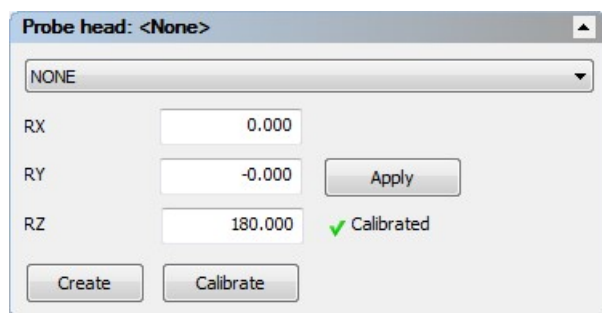 Probe head: <None>
NONE
RX 0.000
RY -0.000 Apply
RZ 180.000 Calibrated
Create Calibrate